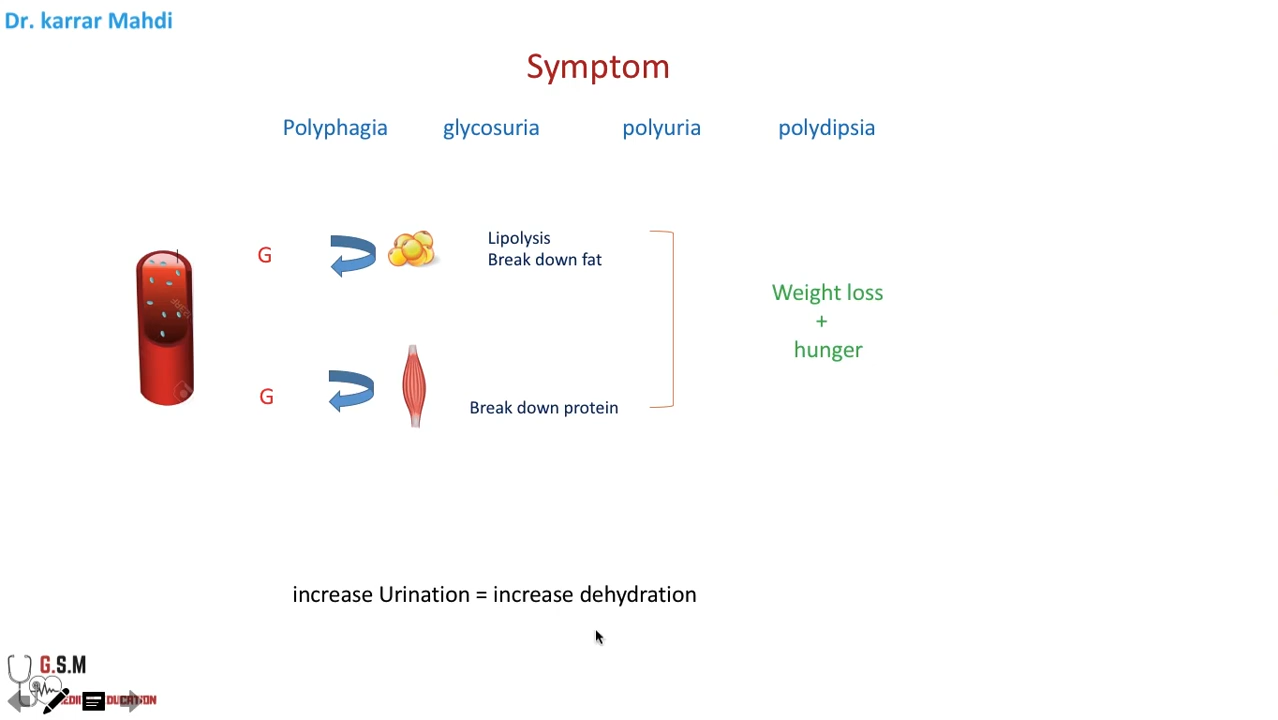 Dr. karrar Mahdi
Symptom
Polyphagia glycosuria polyuria polydipsia
G
Lipolysis
Break down fat
Weight loss
+
hunger
G
Break down protein
increase Urination = increase dehydration
G.S.M